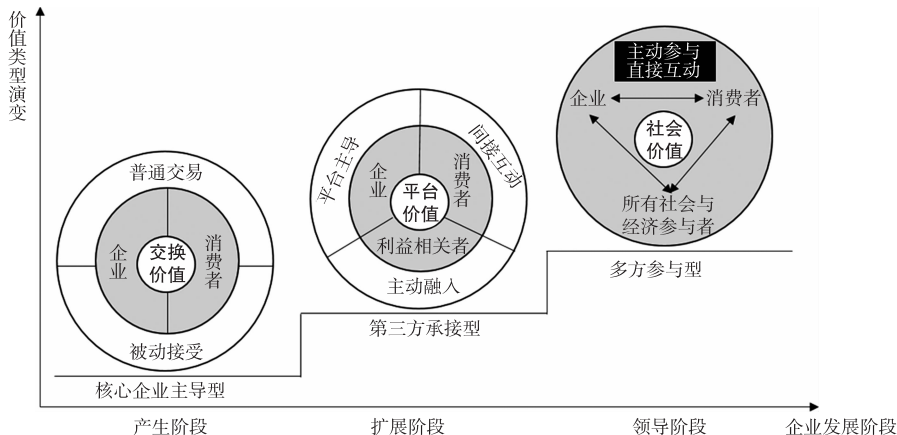 价值类型演变
普通交易
企业
交换
价值
消费者
被动接受
核心企业主导型
平台主导
间接互动
企业
平台
价值
消费者
利益相关者
主动融入
第三方承接型
主动参与
直接互动
企业
消费者
社会
价值
所有社会与
经济参与者
多方参与型
产生阶段
扩展阶段
领导阶段
企业发展阶段